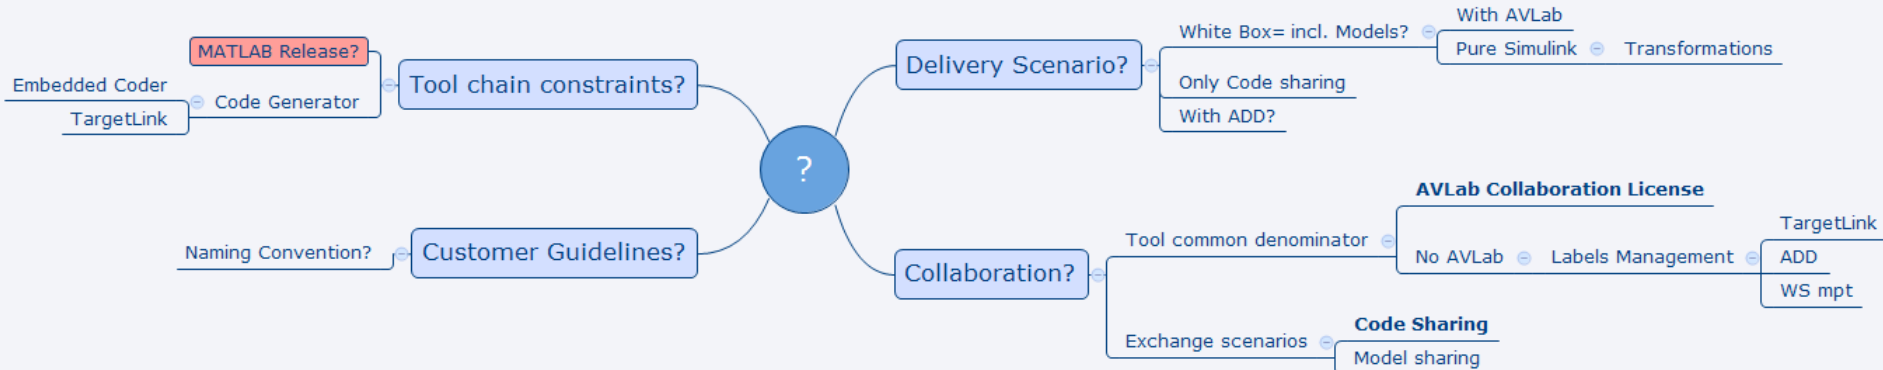 MATLAB Release?
Embedded Coder
Code Generator
TargetLink
Tool chain constraints?
Naming Convention?
Customer Guidelines?
?
Delivery Scenario?
White Box= incl. Models?
With AVLab
Pure Simulink
Transformations
Only Code sharing
With ADD?
Collaboration?
Tool common denominator
AVLab Collaboration License
No AVLab
Labels Management
TargetLink
ADD
WS mpt
Exchange scenarios
Code Sharing
Model sharing